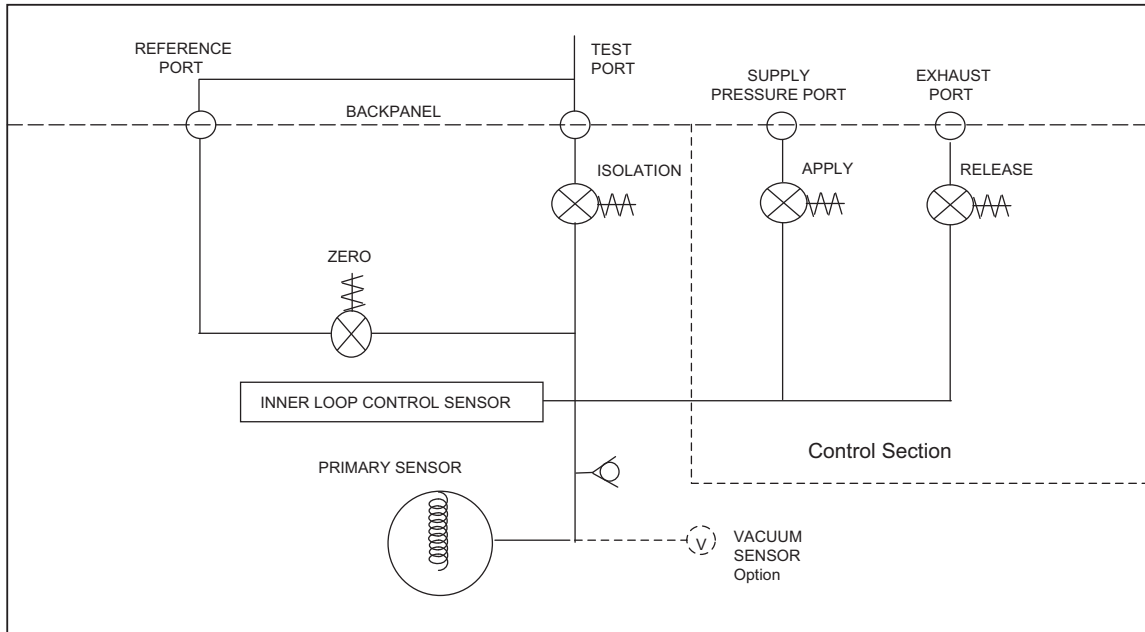 REFERENCE
PORT
TEST
PORT
SUPPLY
PRESSURE PORT
EXHAUST
PORT
BACKPANEL
ISOLATION
APPLY
RELEASE
ZERO
INNER LOOP CONTROL SENSOR
Control Section
PRIMARY SENSOR
V
VACUUM
SENSOR
Option